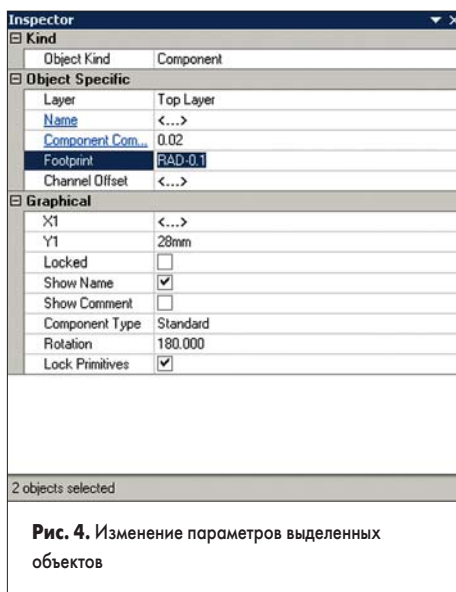 Inspector
Kind
Object Kind Component
Object Specific
Layer Top Layer
Name <...>
Component Com... 0.02
Footprint RAD-0.1
Channel Offset <...>
Graphical
X1 <...>
Y1 28mm
Locked
Show Name
Show Comment
Component Type Standard
Rotation 180.000
Lock Primitives
2 objects selected
Рис. 4. Изменение параметров выделенных
объектов